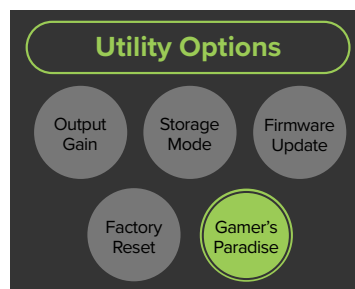 Utility Options
Output
Gain
Storage
Mode
Firmware
Update
Factory
Reset
Gamer's
Paradise